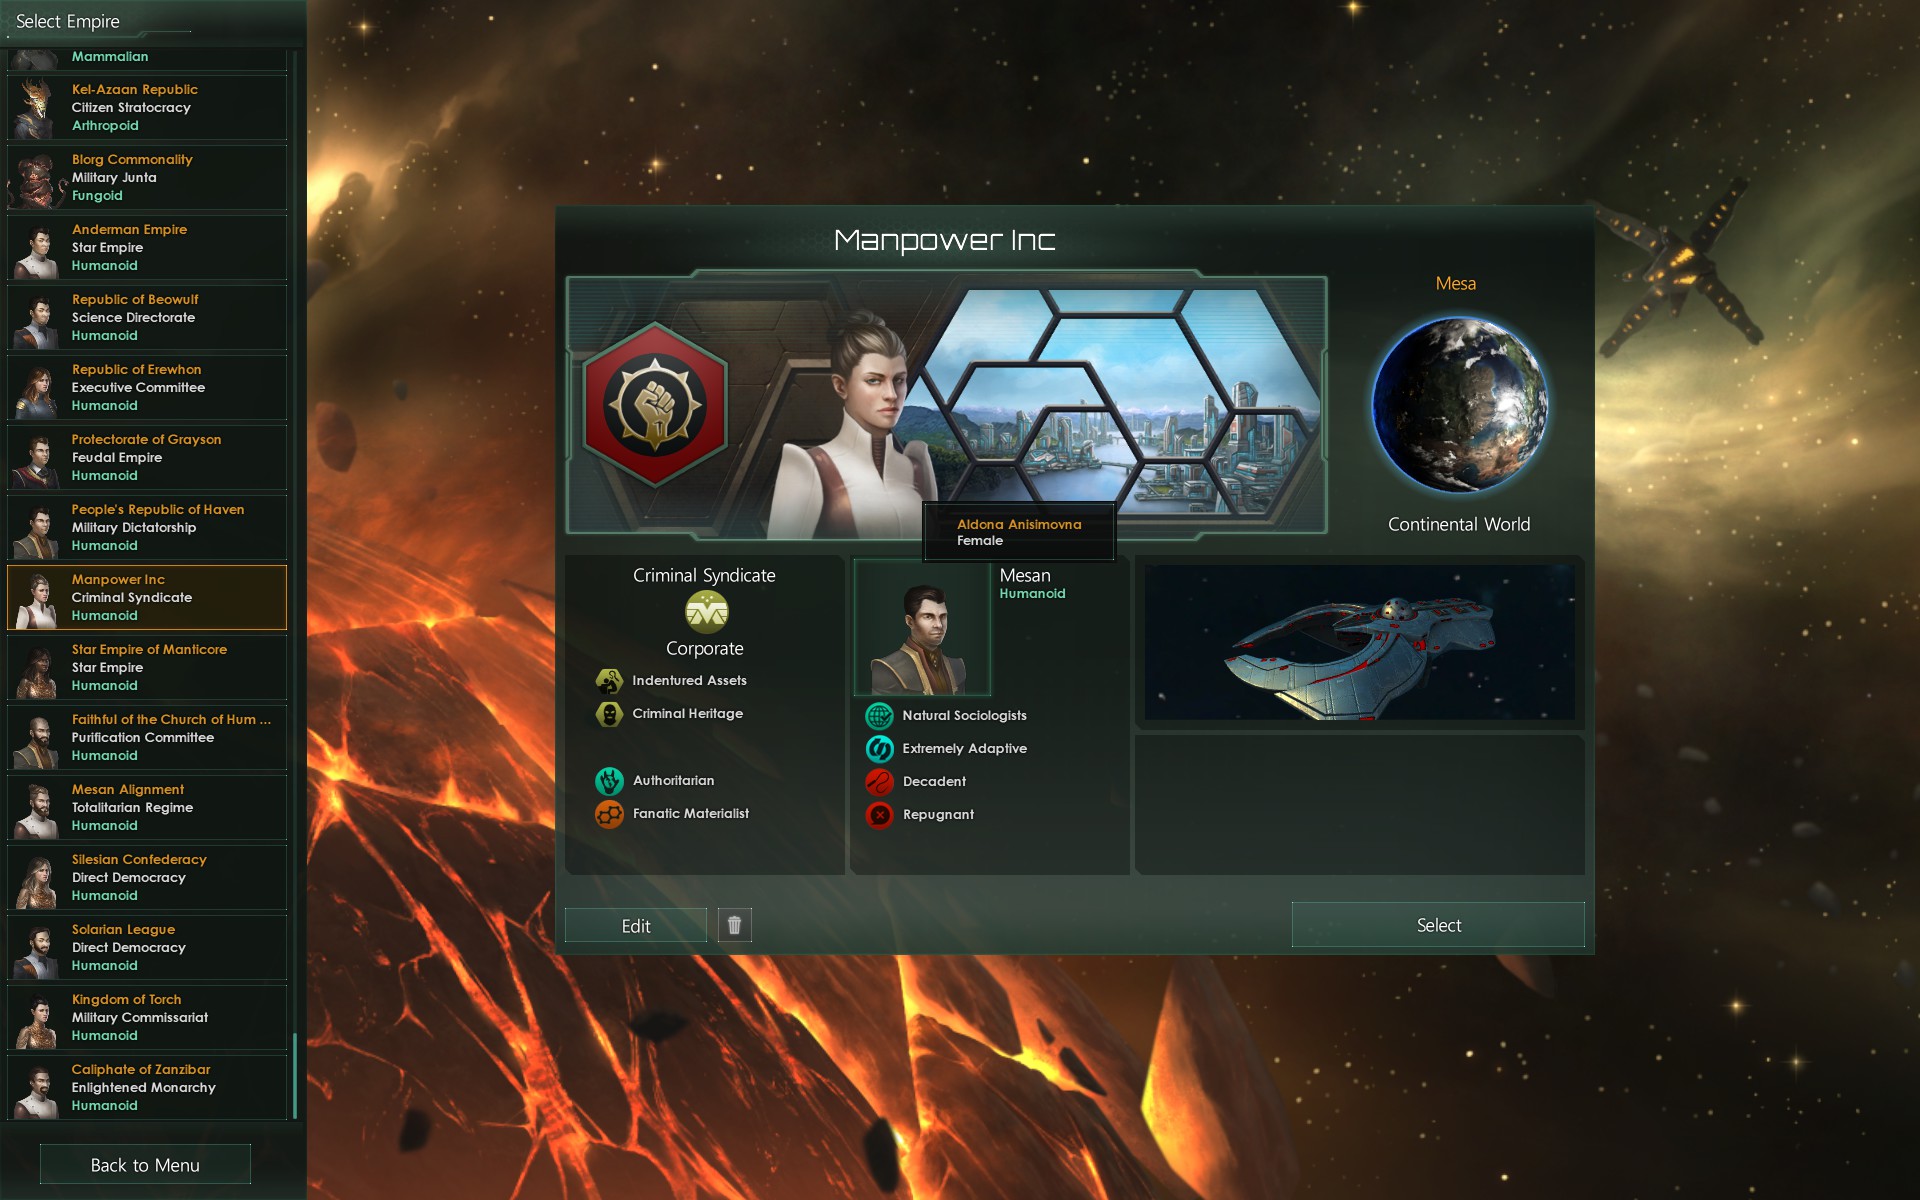 Select Empire
Mammalian
Kel-Azaan Republic
Citizen Stratocracy
Arthropoid
Blorg Commonality
Military Junta
Fungoid
Anderman Empire
Star Empire
Humanoid
Republic of Beowulf
Science Directorate
Humanoid
Republic of Erewhon
Executive Committee
Humanoid
Protectorate of Grayson
Feudal Empire
Humanoid
People's Republic of Haven
Military Dictatorship
Humanoid
Manpower Inc
Criminal Syndicate
Humanoid
Star Empire of Manticore
Star Empire
Humanoid
Faithful of the Church of Hum ...
Purification Committee
Humanoid
Mesan Alignment
Totalitarian Regime
Humanoid
Silesian Confederacy
Direct Democracy
Humanoid
Solarian League
Direct Democracy
Humanoid
Kingdom of Torch
Military Commissariat
Humanoid
Caliphate of Zanzibar
Enlightened Monarchy
Humanoid
Back to Menu
Manpower Inc
Mesa
Continental World
Aldona Anisimovna
Female
Criminal Syndicate
Corporate
Indentured Assets
Criminal Heritage
Authoritarian
Fanatic Materialist
Mesan
Humanoid
Natural Sociologists
Extremely Adaptive
Decadent
Repugnant
Edit
Select